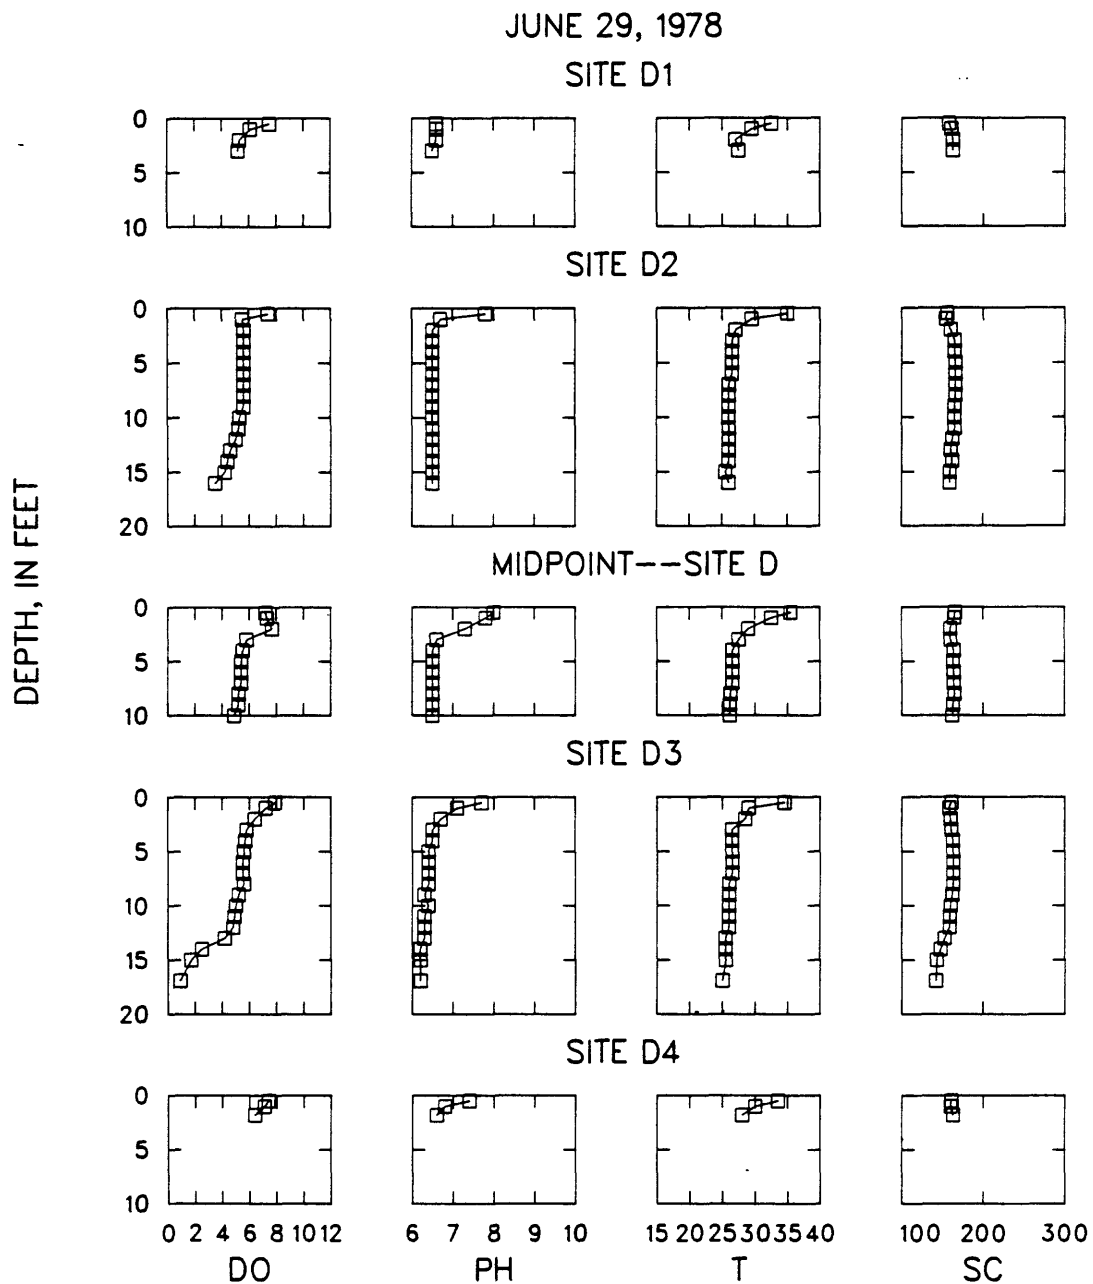 JUNE 29, 1978
SITE D1
0
5
10
SITE D2
0
5
10
15
20
MIDPOINT--SITE D
0
5
10
SITE D3
0
5
10
15
20
SITE D4
0
5
10
DEPTH, IN FEET
0 2 4 6 8 10 12 6 7 8 9 10 15 20 25 30 35 40 100 200 300
DO PH T SC